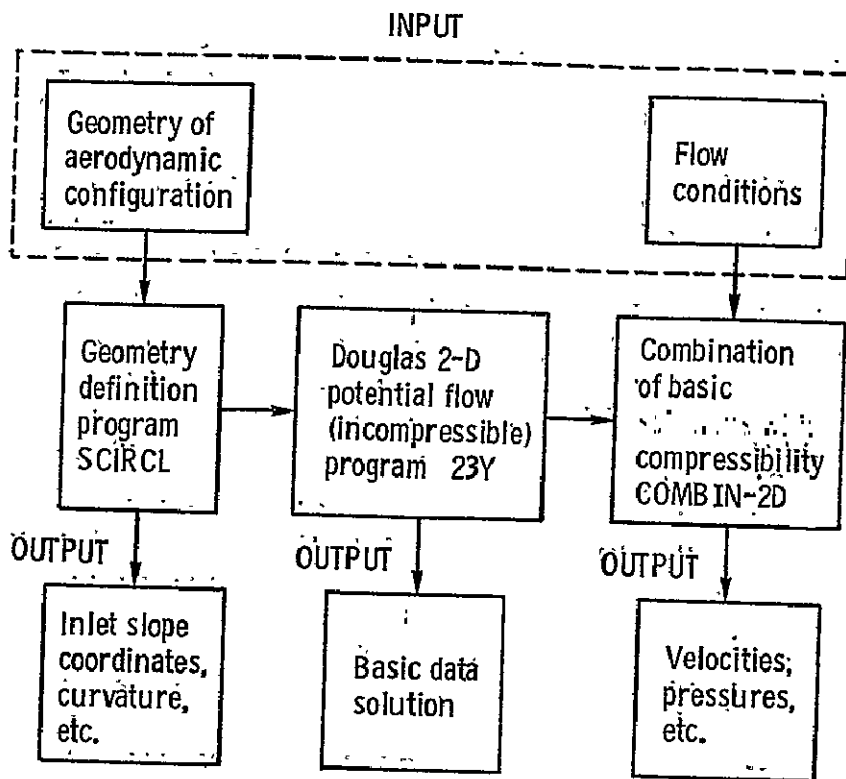 INPUT
Geometry of
aerodynamic
configuration
Flow
conditions
Geometry
definition
program
SCIRCL
Douglas 2-D
potential flow
(incompressible)
program 23Y
Combination
of basic
compressibility
COMBIN-2D
OUTPUT
OUTPUT
OUTPUT
Inlet slope
coordinates,
curvature,
etc.
Basic data
solution
Velocities,
pressures,
etc.